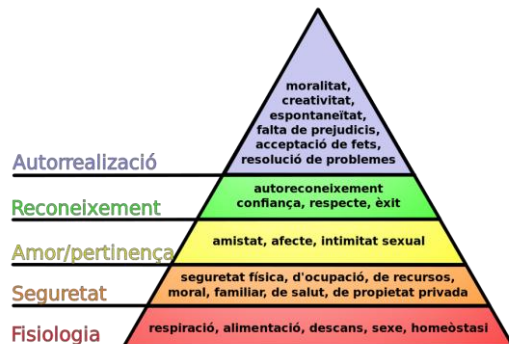 moralitat,
creativitat,
espontaneïtat,
falta de prejudicis,
acceptació de fets,
resolució de problemes
Autorrealizació
autoreconeixement
confiança, respecte, èxit
Reconeixement
amistat, afecte, intimitat sexual
Amor/pertinença
seguretat física, d'ocupació, de recursos,
moral, familiar, de salut, de propietat privada
Seguretat
respiració, alimentació, descans, sexe, homeòstasi
Fisiologia